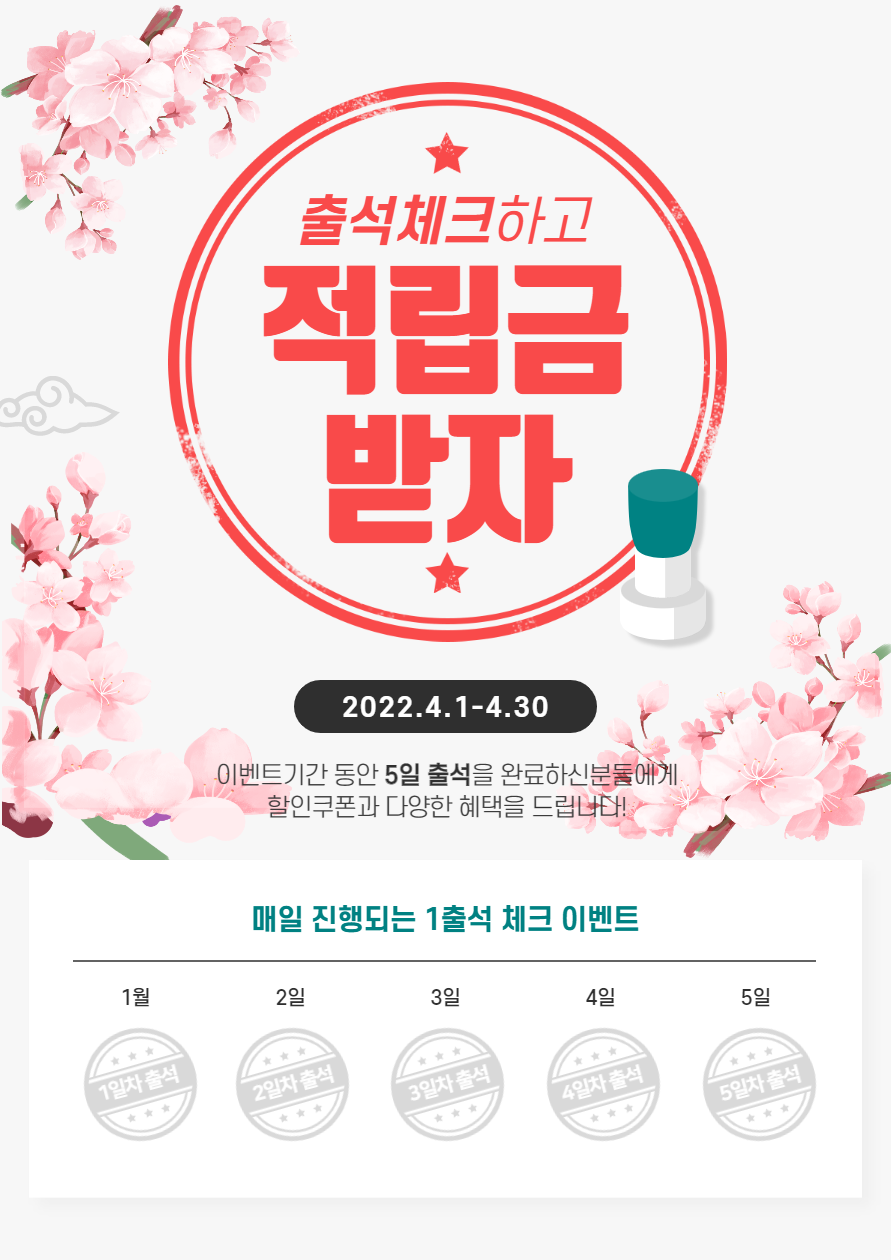 출석체크하고
적립금
받자
2022.4.1-4.30
이벤트기간 동안 5일 출석을 완료하신분들에게
할인쿠폰과 다양한 혜택을 드립니다!
매일 진행되는 1출석 체크 이벤트
1월 2일 3일 4일 5일
1일차 출석 2일차 출석 3일차 출석 4일차 출석 5일차 출석